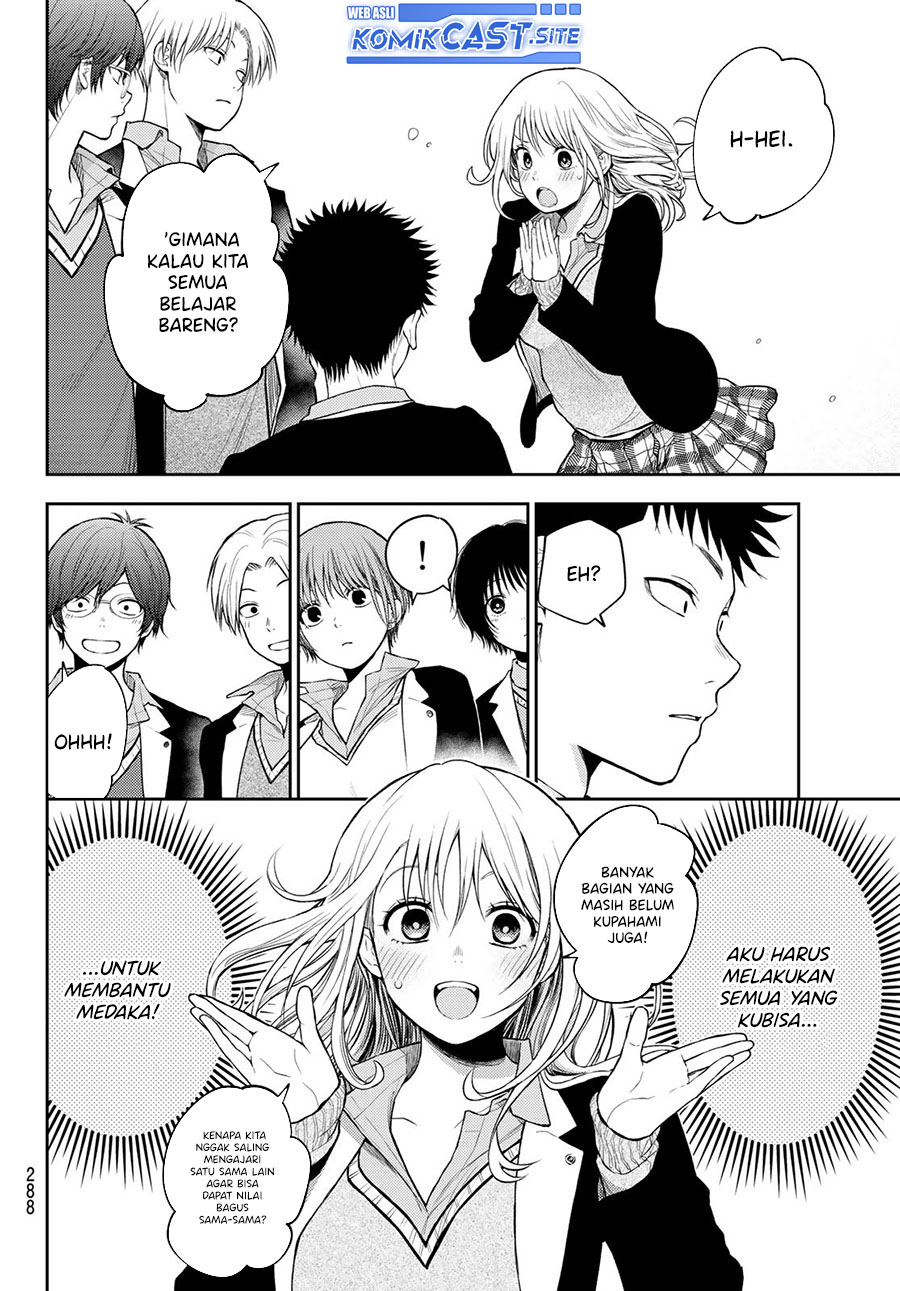 WEB ASLI
KOMIKCAST.SITE
H-HEI.
'GIMANA
KALAU KITA
SEMUA
BELAJAR
BARENG?
EH?
!
OHHH!
BANYAK
BAGIAN YANG
MASIH BELUM
KUPAHAMI
JUGA!
AKU HARUS
MELAKUKAN
SEMUA YANG
KUBISA...
...UNTUK
MEMBANTU
MEDAKA!
KENAPA KITA
NGGAK SALING
MENGAJARI
SATU SAMA LAIN
AGAR BISA
DAPAT NILAI
BAGUS
SAMA-SAMA?
288